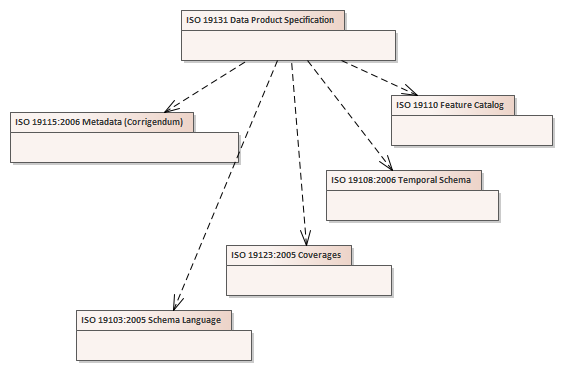 ISO 19131 Data Product Specification
ISO 19110 Feature Catalog
ISO 19115:2006 Metadata (Corrigendum)
ISO 19108:2006 Temporal Schema
ISO 19123:2005 Coverages
ISO 19103:2005 Schema Language